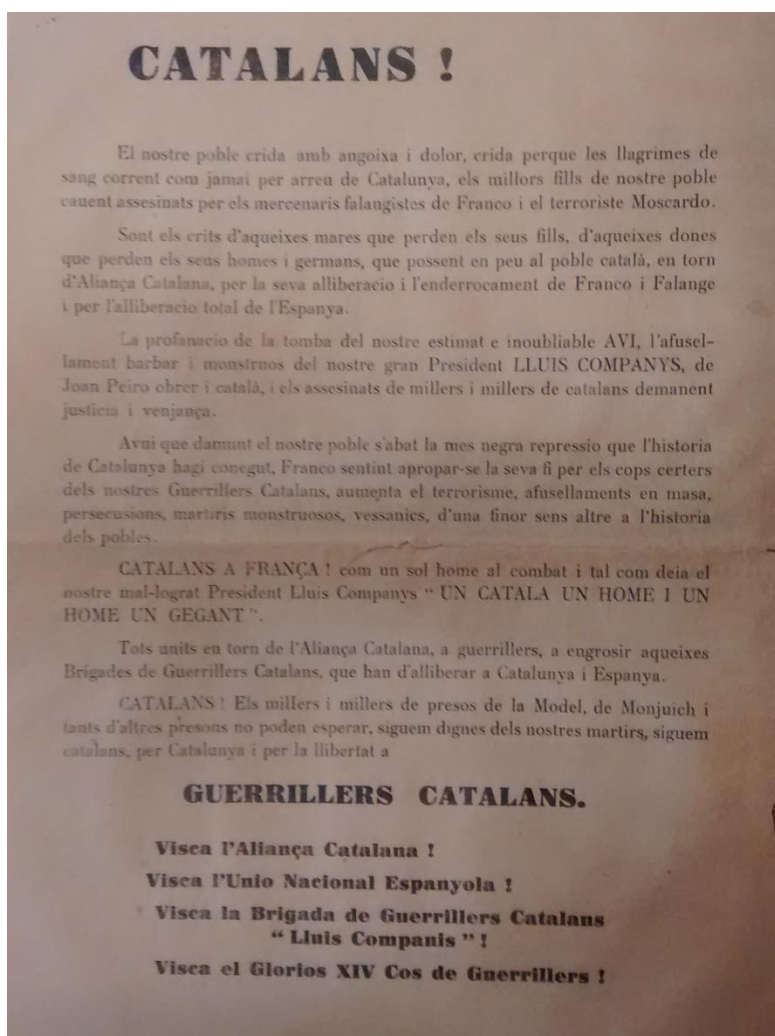 CATALANS !
El nostre poble crida amb angoixa i dolor, crida perque les llagrimes de
sang corrent com jamai per arreu de Catalunya, els millors fills de nostre poble
cauent assesinats per els mercenaris falangistes de Franco i el terroriste Moscardo.
Sont els crits d'aqueixes mares que perden els seus fills, d'aqueixes dones
que perden els seus homes i germans, que possent en peu al poble català, en torn
d'Aliança Catalana, per la seva alliberacio i l'enderrocament de Franco i Falange
i per l'alliberacio total de l'Espanya.
La profanacio de la tomba del nostre estimat e inoubliable AVI, l'afusel-
lament barbar i monstruos del nostre gran President LLUIS COMPANYS, de
Joan Peiro obrer i català, i els assesinats de millers i millers de catalans demanent
justicia i venjança.
Avui que damunt el nostre poble s'abat la mes negra repressio que l'historia
de Catalunya hagi conegut, Franco sentint apropar-se la seva fi per els cops certers
dels nostres Guerrillers Catalans, aumenta el terrorisme, afusellaments en masa,
persecusions, martiris monstruosos, vessanics, d'una finor sens altre a l'historia
dels pobles.
CATALANS A FRANÇA ! com un sol home al combat i tal com deia el
nostre mal-lograt President Lluis Companys “ UN CATALA UN HOME I UN
HOME UN GEGANT ”.
Tots units en torn de l'Aliança Catalana, a guerrillers, a engrosir aqueixes
Brigades de Guerrillers Catalans, que han d'alliberar a Catalunya i Espanya.
CATALANS ! Els millers i millers de presos de la Model, de Monjuich i
tants d'altres presons no poden esperar, siguem dignes dels nostres martirs, siguem
catalans, per Catalunya i per la llibertat a
GUERRILLERS CATALANS.
Visca l'Aliança Catalana !
Visca l'Unio Nacional Espanyola !
Visca la Brigada de Guerrillers Catalans
“ Lluis Companis ” !
Visca el Glorios XIV Cos de Guerrillers !